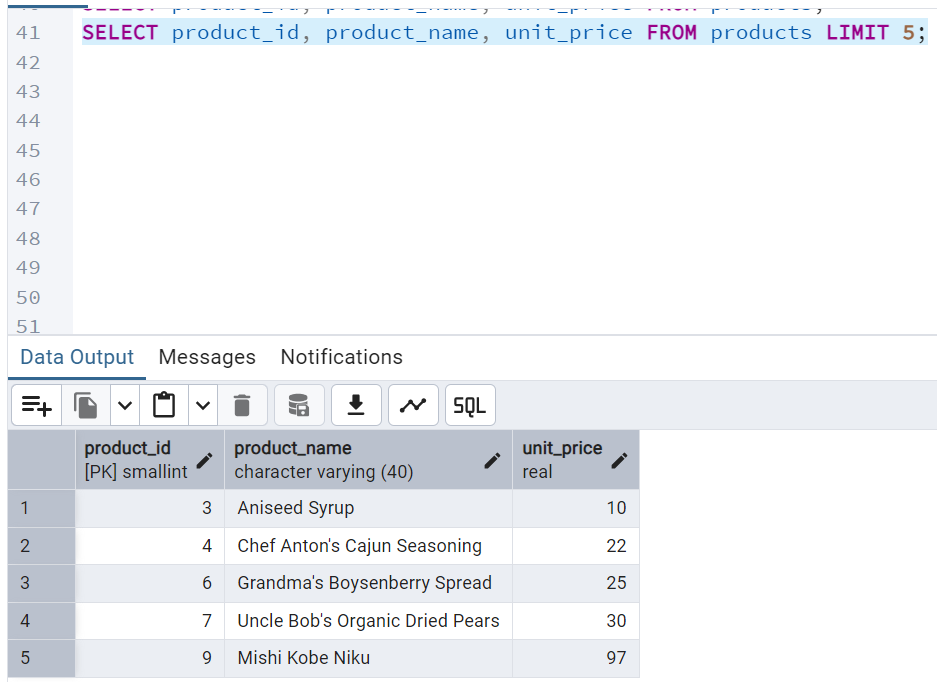 41 SELECT product_id, product_name, unit_price FROM products LIMIT 5;
42
43
44
45
46
47
48
49
50
51
Data Output Messages Notifications
SQL
product_id product_name unit_price
[PK] smallint character varying (40) real
1 3 Aniseed Syrup 10
2 4 Chef Anton's Cajun Seasoning 22
3 6 Grandma's Boysenberry Spread 25
4 7 Uncle Bob's Organic Dried Pears 30
5 9 Mishi Kobe Niku 97